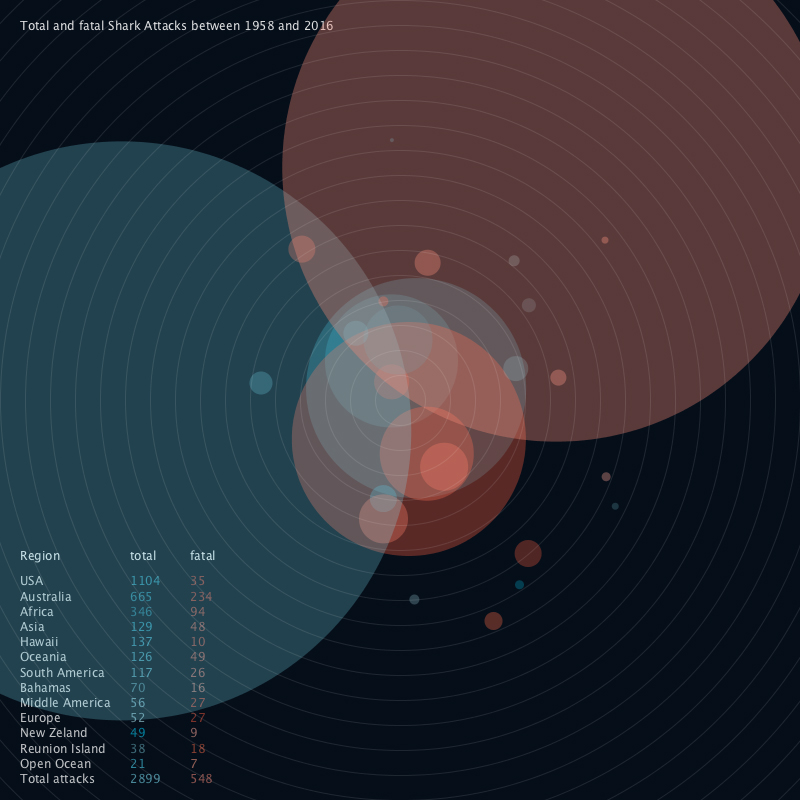 Total and fatal Shark Attacks between 1958 and 2016
Region total fatal
USA 1104 35
Australia 665 234
Africa 346 94
Asia 129 48
Hawaii 137 10
Oceania 126 49
South America 117 26
Bahamas 70 16
Middle America 56 27
Europe 52 27
New Zeland 49 9
Reunion Island 38 18
Open Ocean 21 7
Total attacks 2899 548